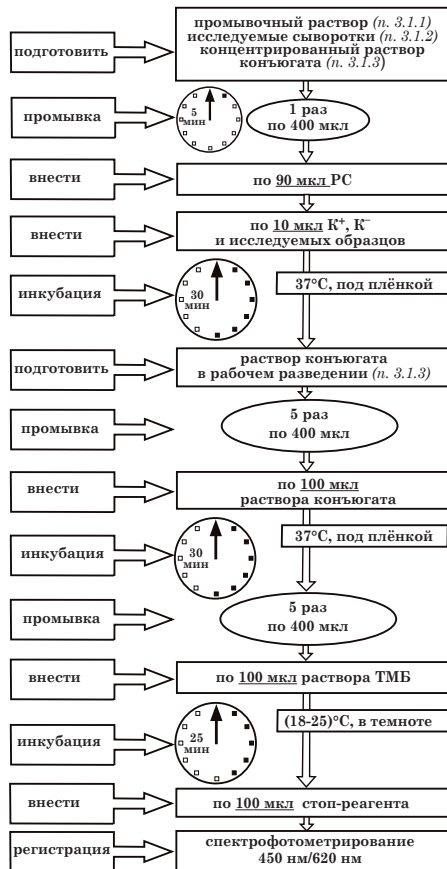 промывочный раствор (п. 3.1.1)
исследуемые сыворотки (п. 3.1.2)
концентрированный раствор
конъюгата (п. 3.1.3)
подготовить
промывка
5
мин
1 раз
по 400 мкл
внести
по 90 мкл РС
внести
по 10 мкл К⁺, К⁻
и исследуемых образцов
инкубация
30
мин
37°С, под плёнкой
подготовить
раствор конъюгата
в рабочем разведении (п. 3.1.3)
промывка
5 раз
по 400 мкл
внести
по 100 мкл
раствора конъюгата
инкубация
30
мин
37°С, под плёнкой
промывка
5 раз
по 400 мкл
внести
по 100 мкл раствора ТМБ
инкубация
25
мин
(18-25)°С, в темноте
внести
по 100 мкл стоп-реагента
регистрация
спектрофотометрирование
450 нм/620 нм